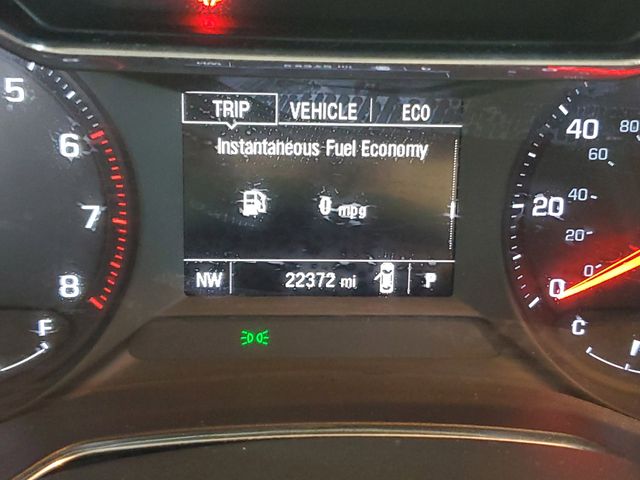 TRIP VEHICLE ECO
Instantaneous Fuel Economy
0 mpg
NW 22372 mi P
5
6
7
8
F
40
20
0
80
60
40
20
0
C